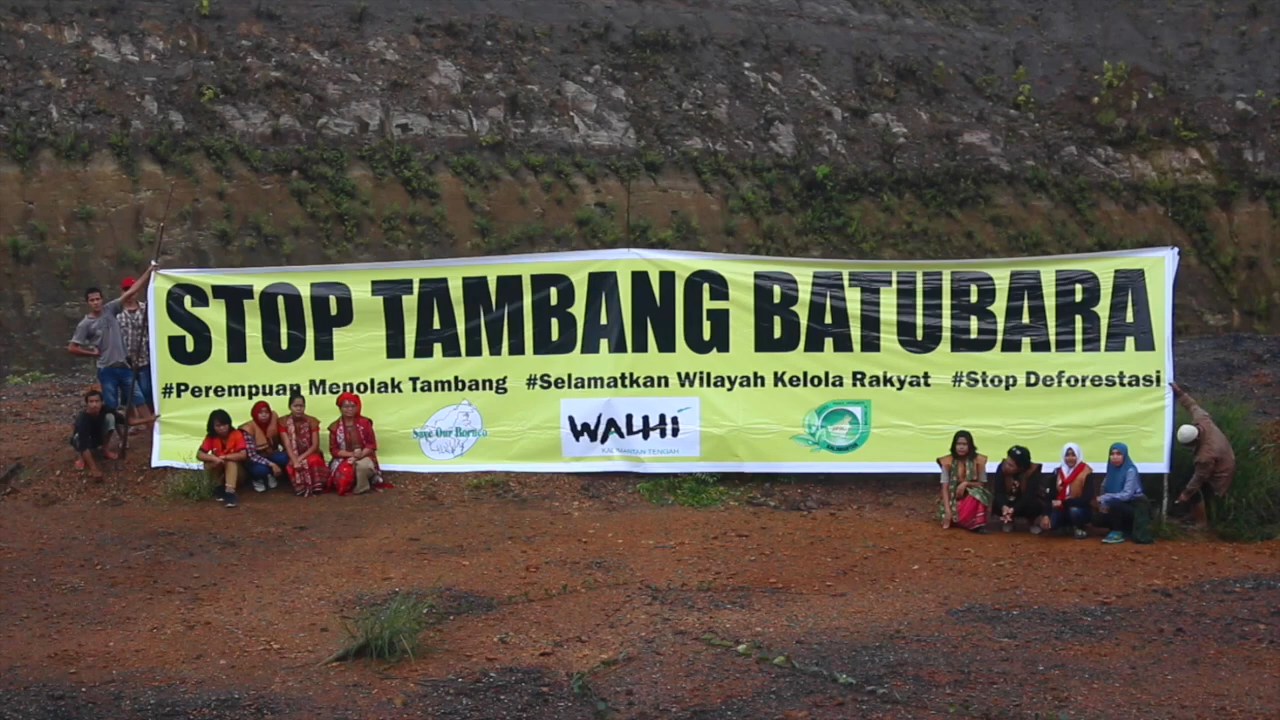 STOP TAMBANG BATUBARA
#Perempuan Menolak Tambang #Selamatkan Wilayah Kelola Rakyat #Stop Deforestasi
Save Our Borneo
WALHI
KALIMANTAN TENGAH